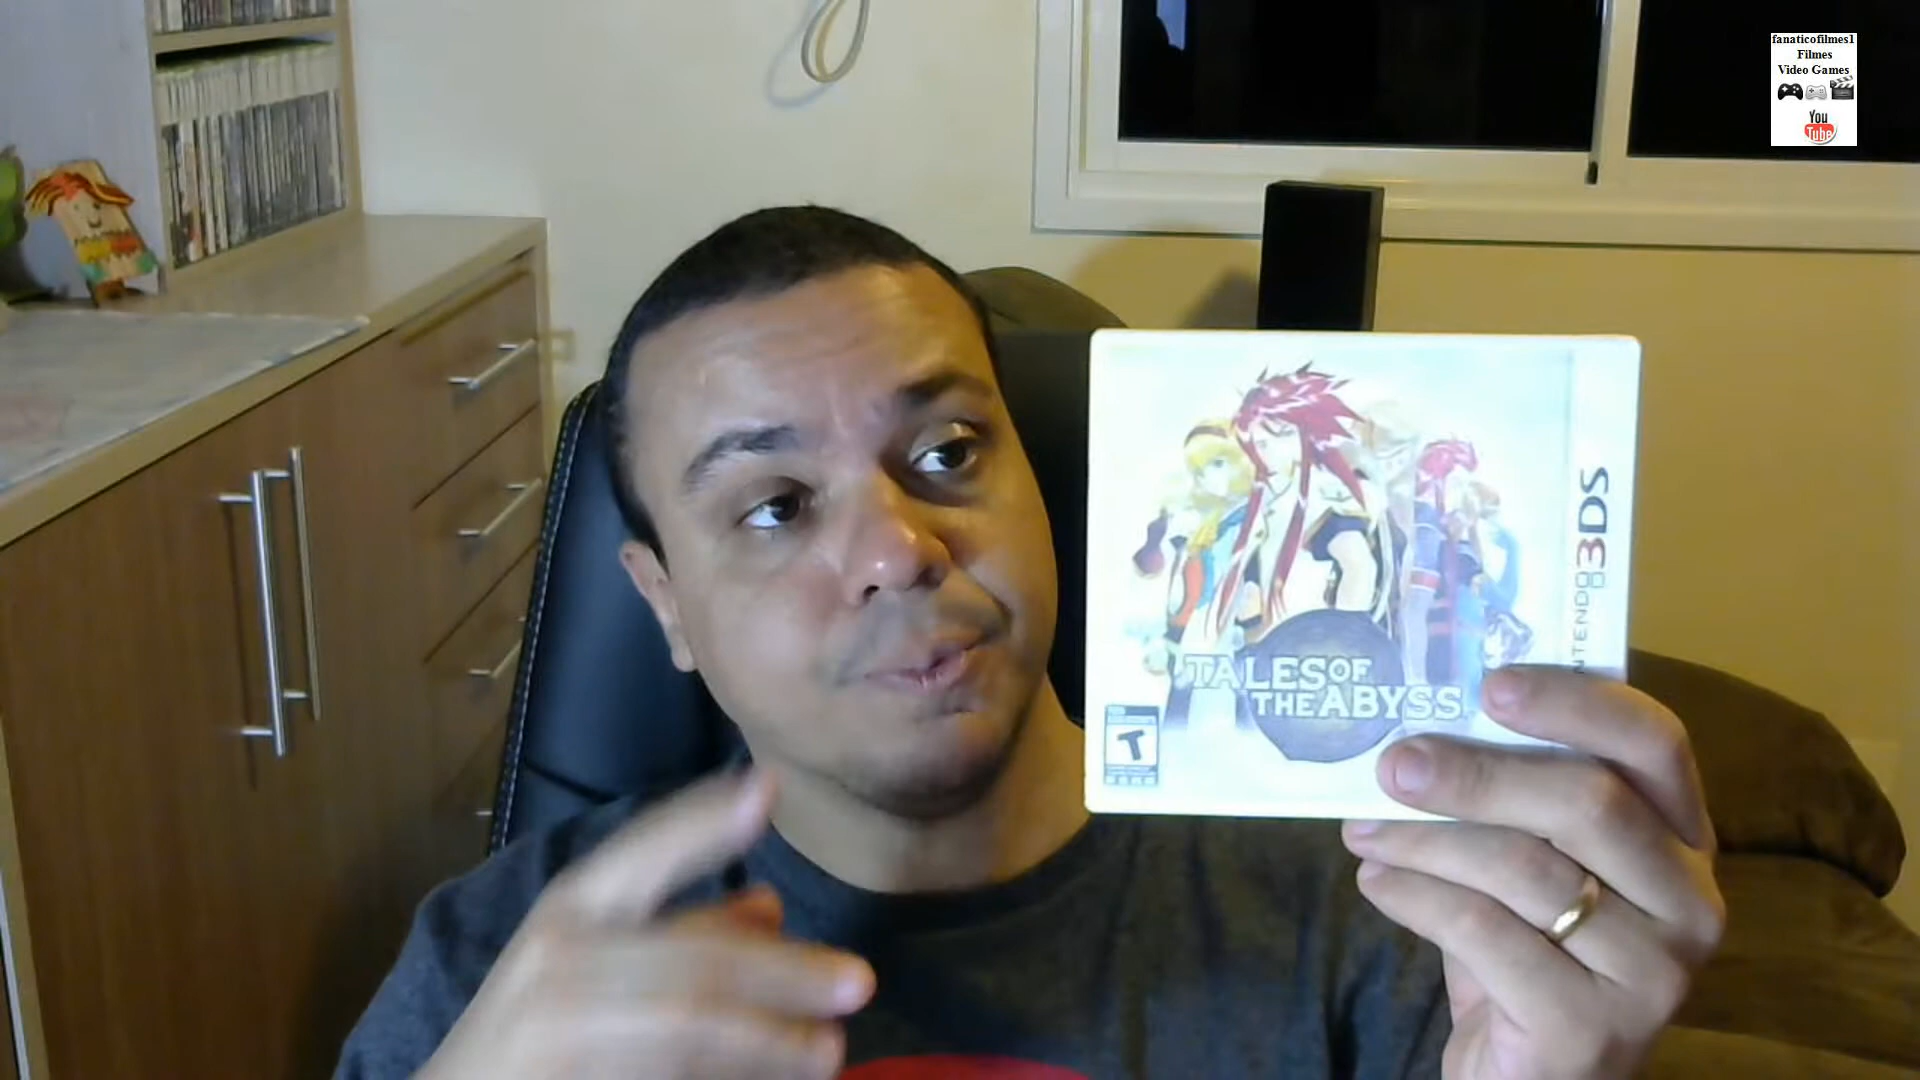 fanaticofilmes1
Filmes
Video Games
You
Tube
NINTENDO 3DS
TALES OF
THE ABYSS
T